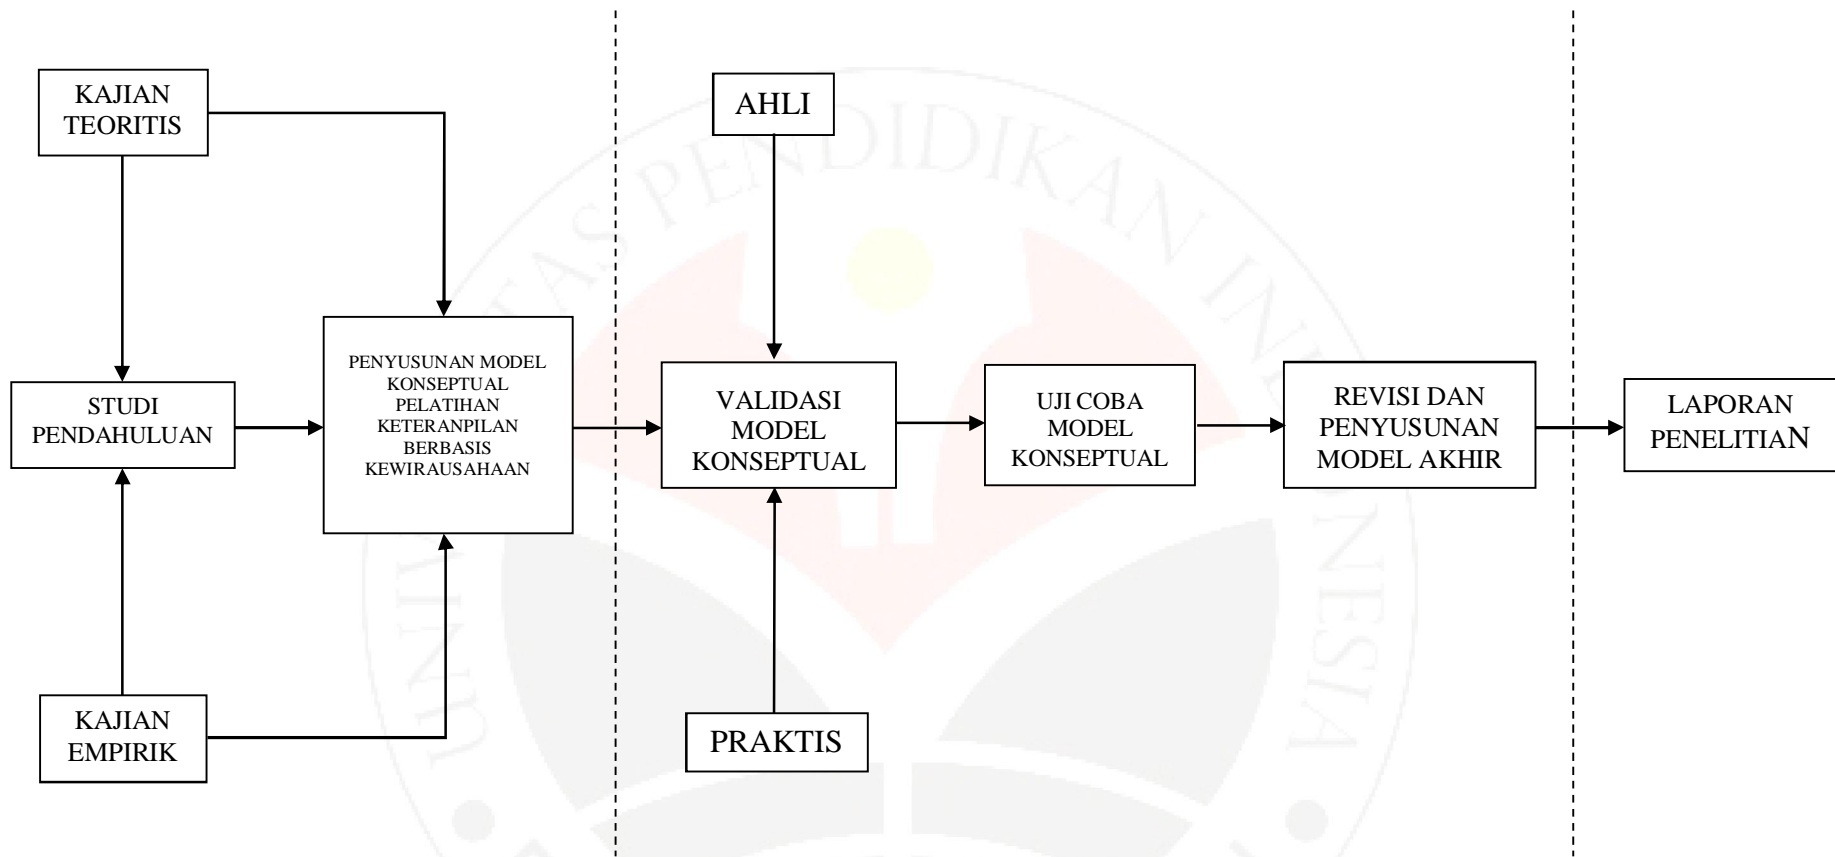 KAJIAN
TEORITIS
STUDI
PENDAHULUAN
KAJIAN
EMPIRIK
PENYUSUNAN MODEL
KONSEPTUAL
PELATIHAN
KETERANPILAN
BERBASIS
KEWIRAUSAHAAN
AHLI
VALIDASI
MODEL
KONSEPTUAL
PRAKTIS
UJI COBA
MODEL
KONSEPTUAL
REVISI DAN
PENYUSUNAN
MODEL AKHIR
LAPORAN
PENELITIAN